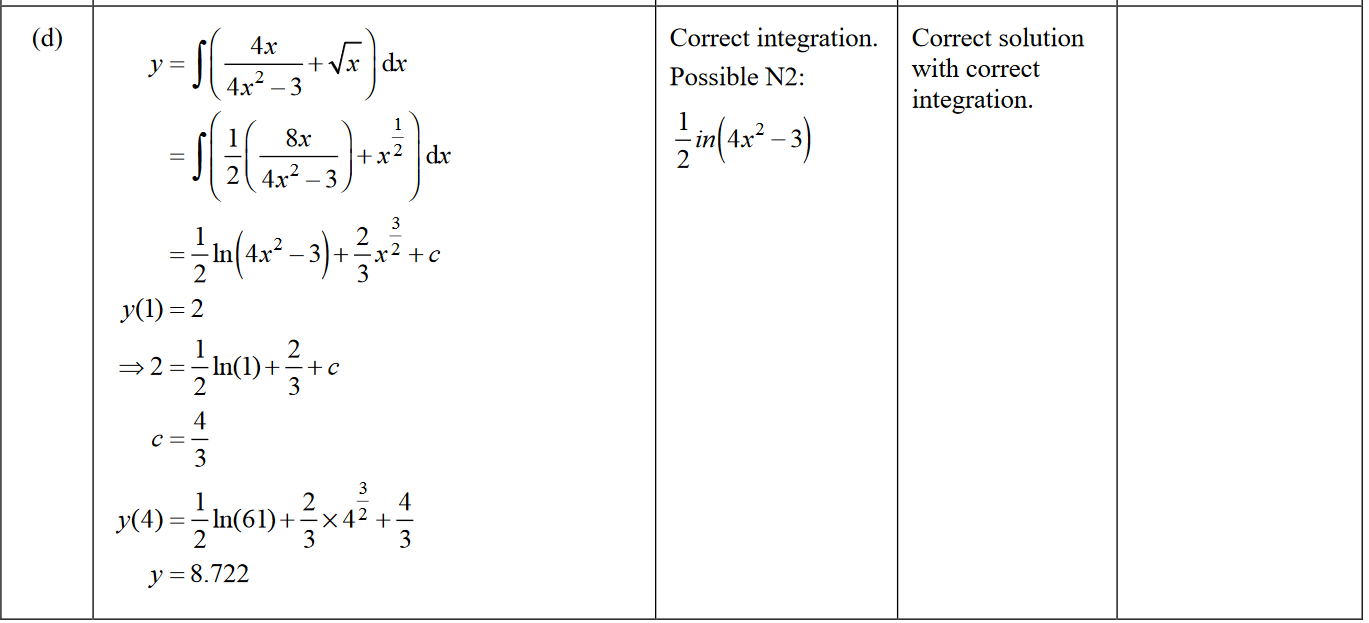 (d)
y = ∫(4x/(4x² − 3) + √x) dx
= ∫(1/2(8x/(4x² − 3)) + x^(1/2)) dx
= 1/2 ln(4x² − 3) + 2/3 x^(3/2) + c
y(1) = 2
⇒ 2 = 1/2 ln(1) + 2/3 + c
c = 4/3
y(4) = 1/2 ln(61) + 2/3 × 4^(3/2) + 4/3
y = 8.722
Correct integration.
Possible N2:
1/2 in(4x² − 3)
Correct solution
with correct
integration.